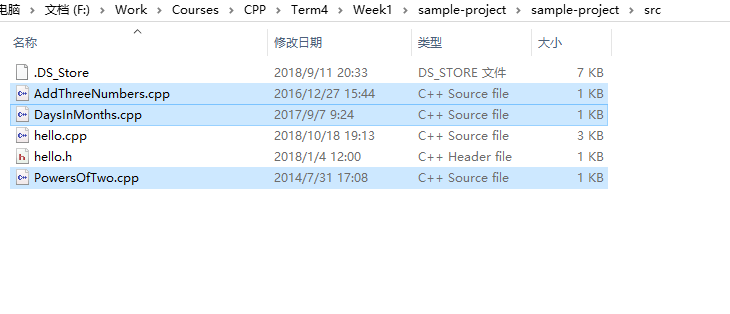 电脑 > 文档 (F:) > Work > Courses > CPP > Term4 > Week1 > sample-project > sample-project > src
名称 修改日期 类型 大小
.DS_Store 2018/9/11 20:33 DS_STORE 文件 7 KB
AddThreeNumbers.cpp 2016/12/27 15:44 C++ Source file 1 KB
DaysInMonths.cpp 2017/9/7 9:24 C++ Source file 1 KB
hello.cpp 2018/10/18 19:13 C++ Source file 3 KB
hello.h 2018/1/4 12:00 C++ Header file 1 KB
PowersOfTwo.cpp 2014/7/31 17:08 C++ Source file 1 KB